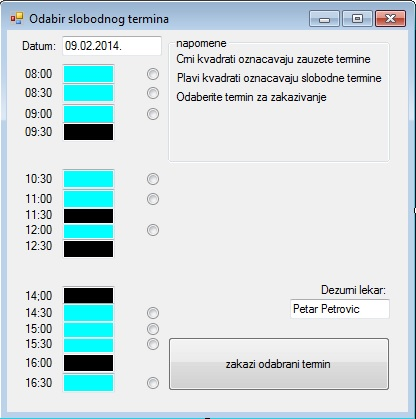 Odabir slobodnog termina
Datum: 09.02.2014.
08:00
08:30
09:00
09:30
10:30
11:00
11:30
12:00
12:30
14:00
14:30
15:00
15:30
16:00
16:30
napomene
Crni kvadrati oznacavaju zauzete termine
Plavi kvadrati oznacavaju slobodne termine
Odaberite termin za zakazivanje
Dezurni lekar:
Petar Petrovic
zakazi odabrani termin